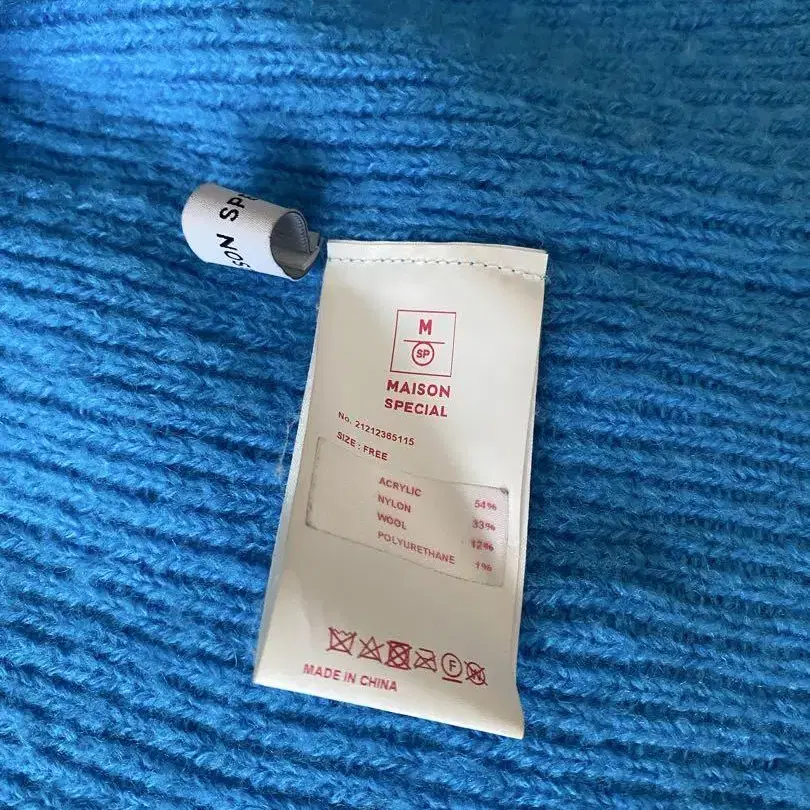 SON SP
M
SP
MAISON
SPECIAL
No. 21212365115
SIZE : FREE
ACRYLIC 54%
NYLON 33%
WOOL 12%
POLYURETHANE 1%
F
W
MADE IN CHINA